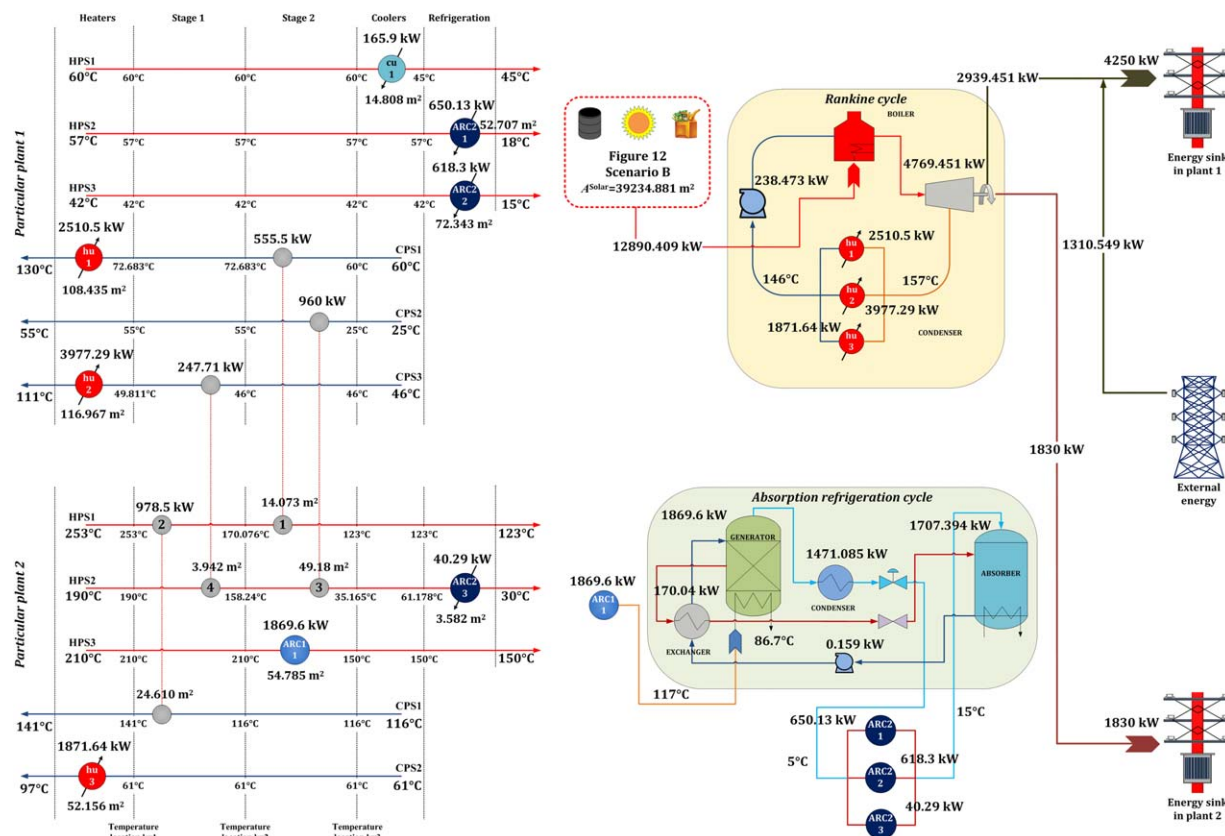 Heaters
Stage 1
Stage 2
Coolers
Refrigeration
Particular plant 1
165.9 kW
HPS1
cu
1
60°C
60°C
60°C
60°C
45°C
45°C
14.808 m²
650.13 kW
52.707 m²
HPS2
ARC2
1
57°C
57°C
57°C
57°C
18°C
618.3 kW
HPS3
ARC2
2
42°C
42°C
42°C
42°C
15°C
72.343 m²
2510.5 kW
555.5 kW
CPS1
hu
1
130°C
72.683°C
72.683°C
60°C
60°C
108.435 m²
960 kW
CPS2
55°C
55°C
55°C
25°C
25°C
3977.29 kW
247.71 kW
CPS3
hu
2
111°C
49.811°C
46°C
46°C
46°C
116.967 m²
Particular plant 2
978.5 kW
14.073 m²
HPS1
2
1
253°C
253°C
170.076°C
123°C
123°C
123°C
3.942 m²
49.18 m²
40.29 kW
HPS2
4
3
ARC2
3
190°C
190°C
158.24°C
35.165°C
61.178°C
30°C
3.582 m²
1869.6 kW
HPS3
ARC1
1
210°C
210°C
210°C
150°C
150°C
150°C
54.785 m²
24.610 m²
CPS1
141°C
141°C
116°C
116°C
116°C
1871.64 kW
CPS2
hu
3
97°C
61°C
61°C
61°C
61°C
52.156 m²
Temperature
Temperature
Temperature
Figure 12
Scenario B
A^Solar=39234.881 m²
12890.409 kW
Rankine cycle
BOILER
4769.451 kW
238.473kW
2510.5 kW
hu
1
146°C
hu
2
157°C
3977.29 kW
1871.64 kW
hu
3
CONDENSER
2939.451 kW
4250 kW
Energy sink
in plant 1
1310.549kW
1830 kW
External
energy
Absorption refrigeration cycle
1869.6 kW
GENERATOR
1707.394 kW
1471.085kW
ABSORBER
1869.6 kW
ARC1
1
170.04 kW
CONDENSER
EXCHANGER
86.7°C
0.159 kW
117°C
15°C
650.13 kW
ARC2
1
5°C
ARC2
2
618.3 kW
ARC2
3
40.29 kW
1830 kW
Energy sink
in plant 2